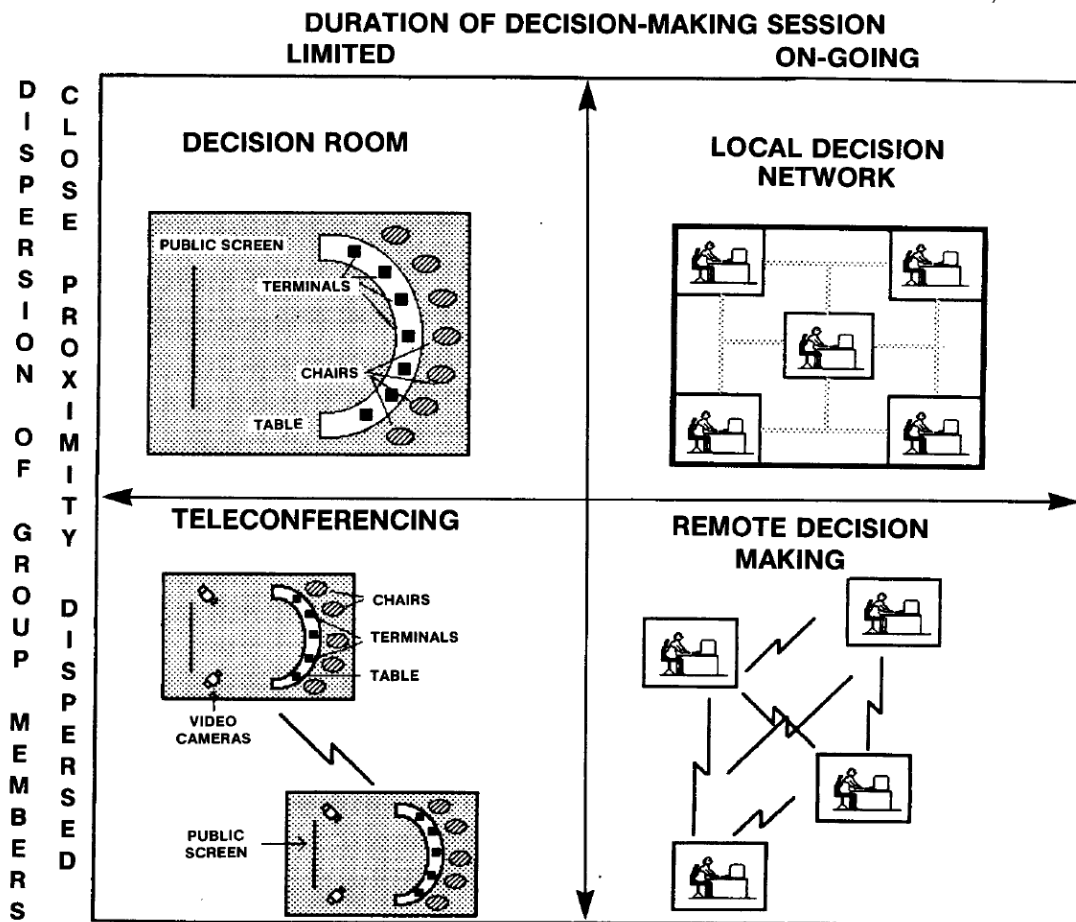 DURATION OF DECISION-MAKING SESSION
LIMITED
ON-GOING
DISPERSION OF GROUP MEMBERS
CLOSE PROXIMITY
DISPERSED
DECISION ROOM
PUBLIC SCREEN
TERMINALS
CHAIRS
TABLE
LOCAL DECISION
NETWORK
TELECONFERENCING
CHAIRS
TERMINALS
TABLE
VIDEO
CAMERAS
PUBLIC
SCREEN
REMOTE DECISION
MAKING